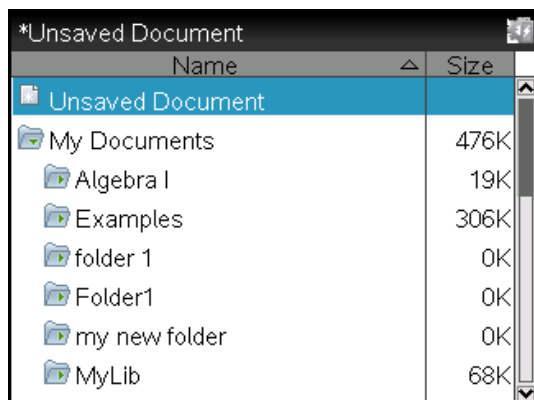 *Unsaved Document
Name Size
Unsaved Document
My Documents 476K
Algebra I 19K
Examples 306K
folder 1 0K
Folder1 0K
my new folder 0K
MyLib 68K